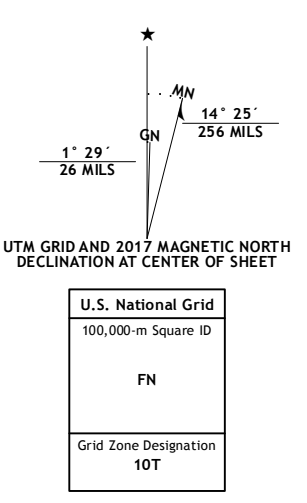 ★
MN
GN
14° 25´
256 MILS
1° 29´
26 MILS
UTM GRID AND 2017 MAGNETIC NORTH
DECLINATION AT CENTER OF SHEET
U.S. National Grid
100,000-m Square ID
FN
Grid Zone Designation
10T